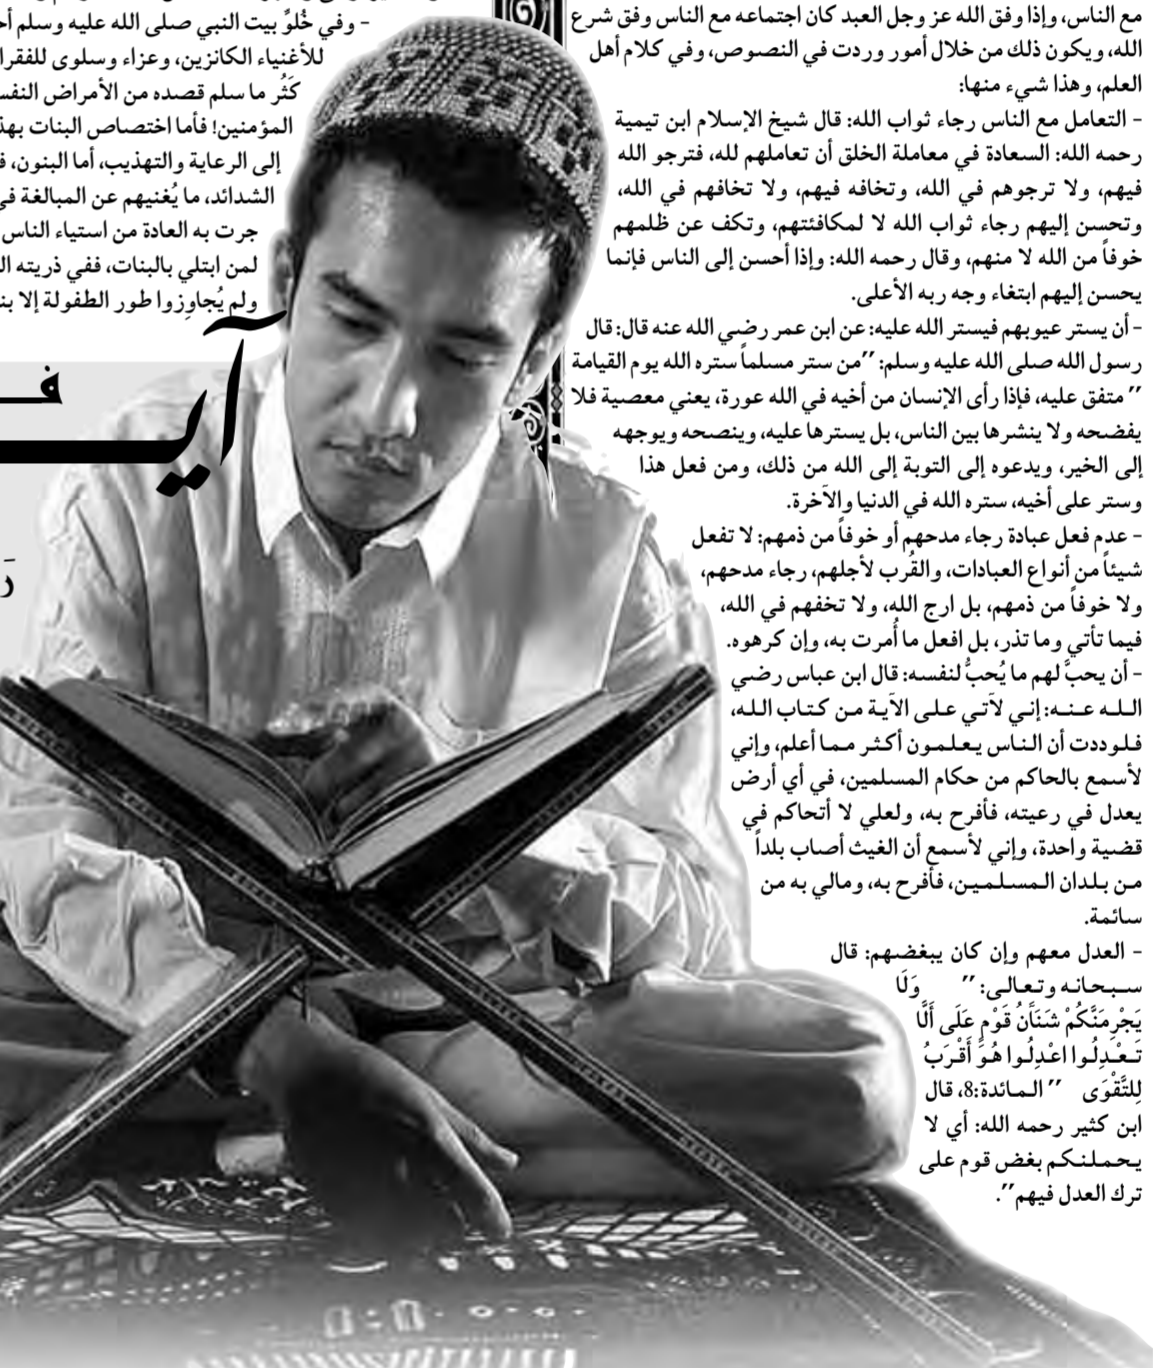 مع الناس، وإذا وفق الله عز وجل العبد كان اجتماعه مع الناس وفق شرع
الله، ويكون ذلك من خلال أمور وردت في النصوص، وفي كلام أهل
العلم، وهذا شيء منها:
- التعامل مع الناس رجاء ثواب الله: قال شيخ الإسلام ابن تيمية
رحمه الله: السعادة في معاملة الخلق أن تعاملهم لله، فترجو الله
فيهم، ولا ترجوهم في الله، وتخافه فيهم، ولا تخافهم في الله،
وتحسن إليهم رجاء ثواب الله لا لمكافئتهم، وتكف عن ظلمهم
خوفاً من الله لا منهم، وقال رحمه الله: وإذا أحسن إلى الناس فإنما
يحسن إليهم ابتغاء وجه ربه الأعلى.
- أن يستر عيوبهم فيستر الله عليه: عن ابن عمر رضي الله عنه قال: قال
رسول الله صلى الله عليه وسلم: ”من ستر مسلماً ستره الله يوم القيامة
” متفق عليه، فإذا رأى الإنسان من أخيه في الله عورة، يعني معصية فلا
يفضحه ولا ينشرها بين الناس، بل يسترها عليه، وينصحه ويوجهه
إلى الخير، ويدعوه إلى التوبة إلى الله من ذلك، ومن فعل هذا
وستر على أخيه، ستره الله في الدنيا والآخرة.
- عدم فعل عبادة رجاء مدحهم أو خوفاً من ذمهم: لا تفعل
شيئاً من أنواع العبادات، والقُرب لأجلهم، رجاء مدحهم،
ولا خوفاً من ذمهم، بل ارج الله، ولا تخفهم في الله،
فيما تأتي وما تذر، بل افعل ما أُمرت به، وإن كرهوه.
- أن يحبَّ لهم ما يُحبُّ لنفسه: قال ابن عباس رضي
الله عنه: إني لآتي على الآية من كتاب الله،
فلوددت أن الناس يعلمون أكثر مما أعلم، وإني
لأسمع بالحاكم من حكام المسلمين، في أي أرض
يعدل في رعيته، فأفرح به، ولعلي لا أتحاكم في
قضية واحدة، وإني لأسمع أن الغيث أصاب بلداً
من بلدان المسلمين، فأفرح به، ومالي به من
سائمة.
- العدل معهم وإن كان يبغضهم: قال
سبحانه وتعالى: ” وَلَا
يَجْرِمَنَّكُمْ شَنَآَنُ قَوْمٍ عَلَى أَلَّا
تَعْدِلُوا اعْدِلُوا هُوَ أَقْرَبُ
لِلتَّقْوَى ” المائدة:8، قال
ابن كثير رحمه الله: أي لا
يحملنكم بغض قوم على
ترك العدل فيهم”.
- وفي خُلوِّ بيت النبي صلى الله عليه وسلم
للأغنياء الكانزين، وعزاء وسلوى
كَثُر ما سلم قصده من الأمراض
المؤمنين! فأما اختصاص البنات
إلى الرعاية والتهذيب، أما البنون،
الشدائد، ما يُغنيهم عن المبالغة
جرت به العادة من استياء الناس
لمن ابتلي بالبنات، ففي ذريته
ولم يُجاوِزوا طور الطفولة إلا